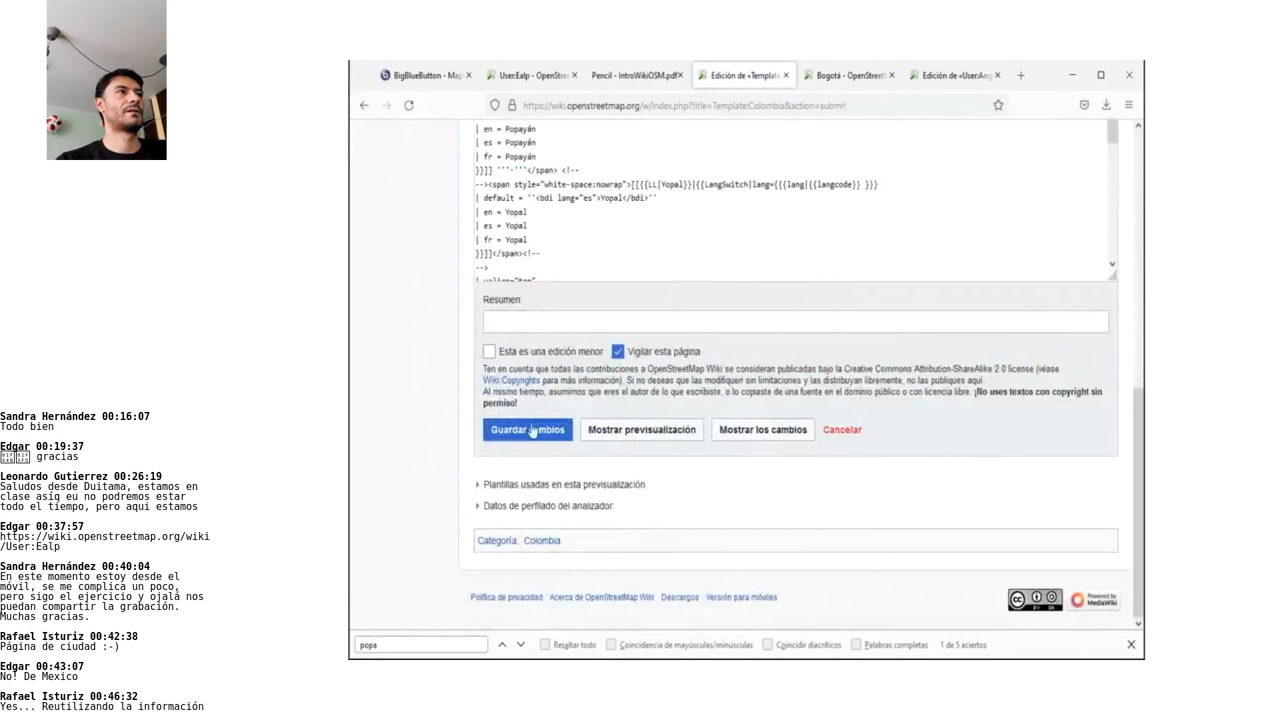 Sandra Hernández 00:16:07
Todo bien
Edgar 00:19:37
gracias
Leonardo Gutierrez 00:26:19
Saludos desde Duitama, estamos en
clase asíq eu no podremos estar
todo el tiempo, pero aquí estamos
Edgar 00:37:57
https://wiki.openstreetmap.org/wiki
/User:Ealp
Sandra Hernández 00:40:04
En este momento estoy desde el
móvil, se me complica un poco,
pero sigo el ejercicio y ojalá nos
puedan compartir la grabación.
Muchas gracias.
Rafael Isturiz 00:42:38
Página de ciudad :-)
Edgar 00:43:07
No! De Mexico
Rafael Isturiz 00:46:32
Yes... Reutilizando la información
BigBlueButton - Map
User:Ealp - OpenStre
Pencil - IntroWikiOSM.pdf
Edición de «Templat
Bogotá - OpenStreetM
Edición de «User:Ang
https://wiki.openstreetmap.org/w/index.php?title=Template:Colombia&action=submit
| en = Popayán
| es = Popayán
| fr = Popayán
}}]] '''·'''</span> <!--
--><span style="white-space:nowrap">[[{{LL|Yopal}}|{{LangSwitch|lang={{{lang|{{langcode}} }}}
| default = ''<bdi lang="es">Yopal</bdi>''
| en = Yopal
| es = Yopal
| fr = Yopal
}}]]</span><!--
-->
| valign="top"
Resumen:
Esta es una edición menor Vigilar esta página
Ten en cuenta que todas las contribuciones a OpenStreetMap Wiki se consideran publicadas bajo la Creative Commons Attribution-ShareAlike 2.0 license (véase
Wiki Copyrights para más información). Si no deseas que las modifiquen sin limitaciones y las distribuyan libremente, no las publiques aquí.
Al mismo tiempo, asumimos que eres el autor de lo que escribiste, o lo copiaste de una fuente en el dominio público o con licencia libre. ¡No uses textos con copyright sin
permiso!
Guardar cambios Mostrar previsualización Mostrar los cambios Cancelar
Plantillas usadas en esta previsualización
Datos de perfilado del analizador:
Categoría: Colombia
Política de privacidad Acerca de OpenStreetMap Wiki Descargos Versión para móviles
CC BY SA
Powered by
MediaWiki
popa Resaltar todo Coincidencia de mayúsculas/minúsculas Coincidir diacríticos Palabras completas 1 de 5 aciertos